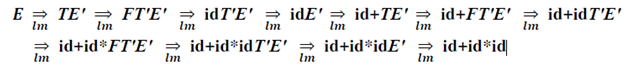 E ⇒lm TE' ⇒lm FT'E' ⇒lm idT'E' ⇒lm idE' ⇒lm id+TE' ⇒lm id+FT'E' ⇒lm id+idT'E'
⇒lm id+id*FT'E' ⇒lm id+id*idT'E' ⇒lm id+id*idE' ⇒lm id+id*id